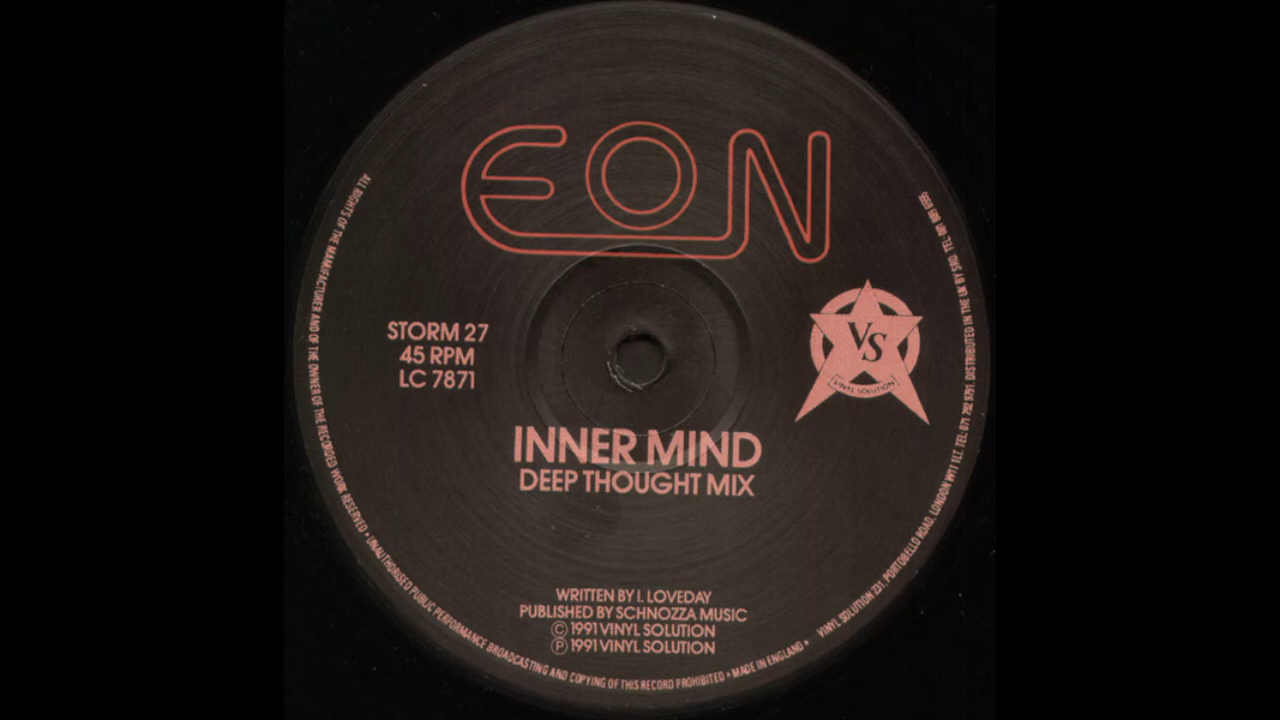 EON
STORM 27
45 RPM
LC 7871
VS
VINYL SOLUTION
INNER MIND
DEEP THOUGHT MIX
WRITTEN BY I. LOVEDAY
PUBLISHED BY SCHNOZZA MUSIC
© 1991 VINYL SOLUTION
℗ 1991 VINYL SOLUTION
ALL RIGHTS OF THE MANUFACTURER AND OF THE OWNER OF THE RECORDED WORK RESERVED • UNAUTHORISED PUBLIC PERFORMANCE BROADCASTING AND COPYING OF THIS RECORD PROHIBITED • MADE IN ENGLAND • VINYL SOLUTION 231, PORTOBELLO ROAD, LONDON W11 1LT. TEL: 071 792 9791. DISTRIBUTED IN THE UK BY SRD. TEL: